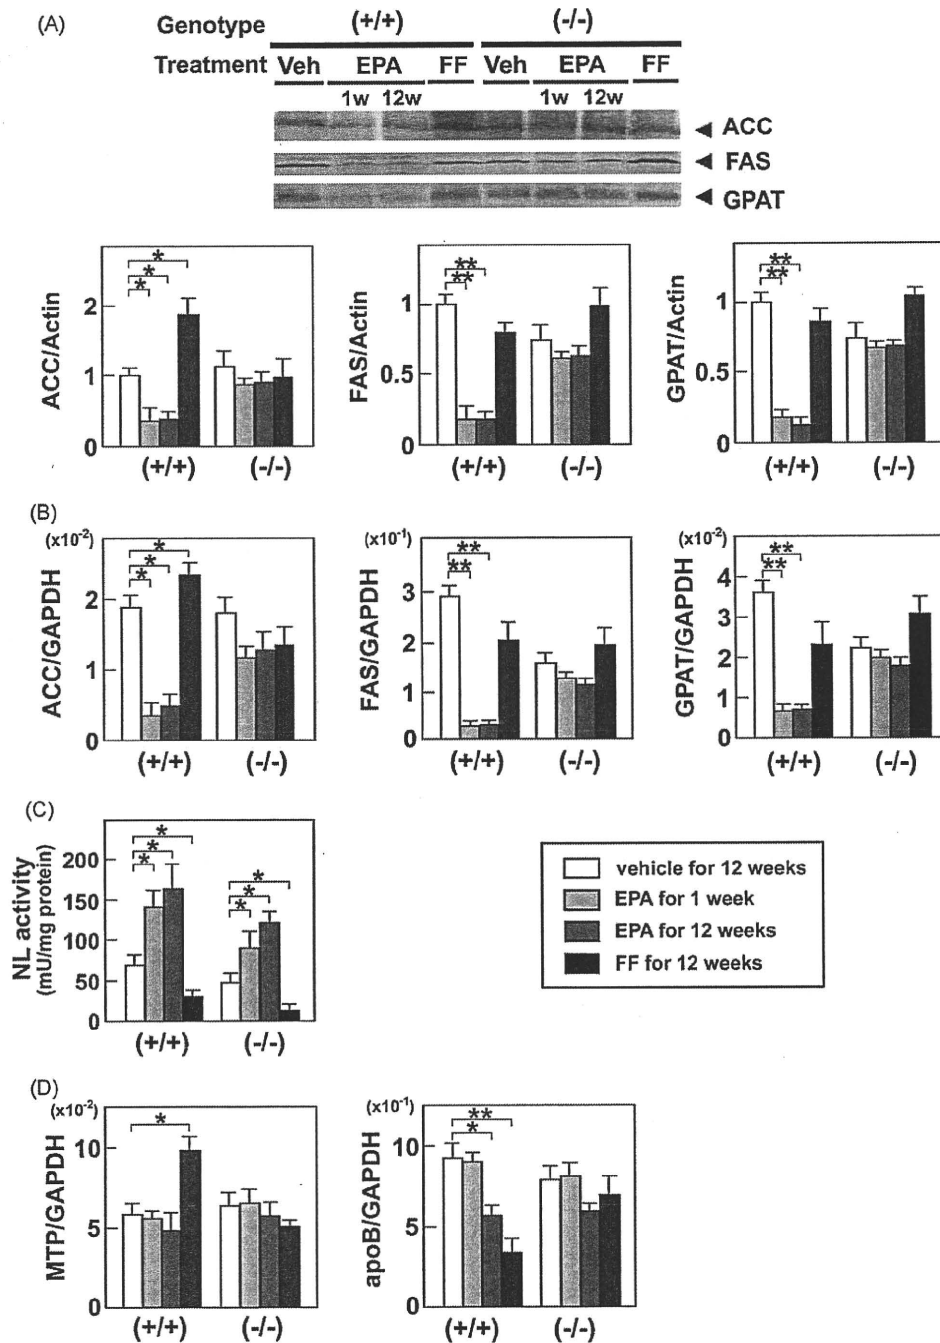 (A)
Genotype (+/+) (-/-)
Treatment Veh EPA FF Veh EPA FF
1w 12w 1w 12w
◄ ACC
◄ FAS
◄ GPAT
ACC/Actin
2
1
0
* * *
(+/+) (-/-)
FAS/Actin
1
0.5
0
** **
(+/+) (-/-)
GPAT/Actin
1
0.5
0
** **
(+/+) (-/-)
(B)
(x10⁻²)
ACC/GAPDH
2
1
0
* * *
(+/+) (-/-)
(x10⁻¹)
FAS/GAPDH
3
2
1
0
** **
(+/+) (-/-)
(x10⁻²)
GPAT/GAPDH
4
3
2
1
0
** **
(+/+) (-/-)
(C)
NL activity
(mU/mg protein)
200
150
100
50
0
* * *
* * *
(+/+) (-/-)
vehicle for 12 weeks
EPA for 1 week
EPA for 12 weeks
FF for 12 weeks
(D)
(x10⁻²)
MTP/GAPDH
10
5
0
*
(+/+) (-/-)
(x10⁻¹)
apoB/GAPDH
10
5
0
**
*
(+/+) (-/-)